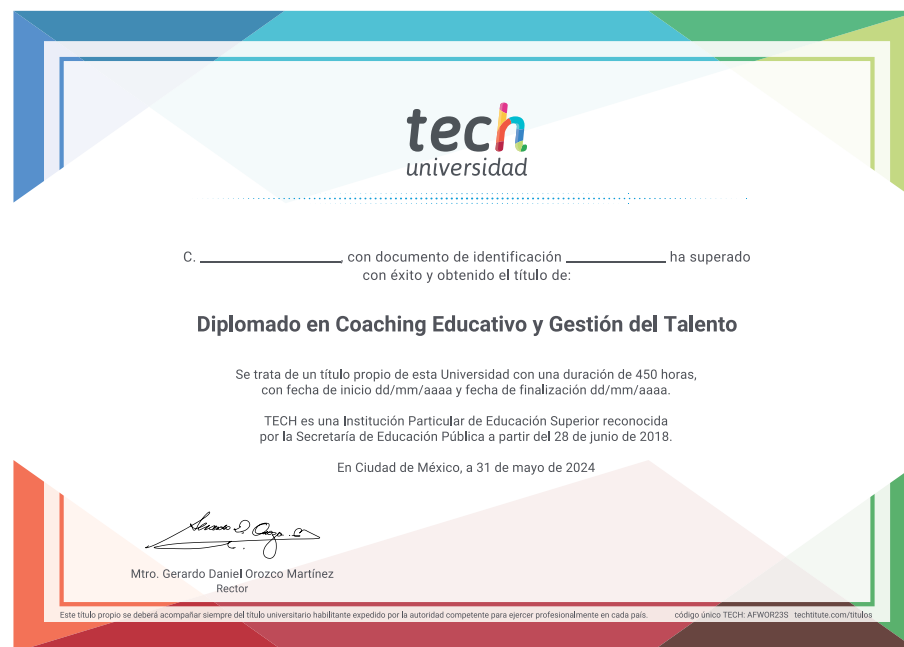 tech
universidad
C. ____________, con documento de identificación ____________ ha superado
con éxito y obtenido el título de:
Diplomado en Coaching Educativo y Gestión del Talento
Se trata de un título propio de esta Universidad con una duración de 450 horas,
con fecha de inicio dd/mm/aaaa y fecha de finalización dd/mm/aaaa.
TECH es una Institución Particular de Educación Superior reconocida
por la Secretaría de Educación Pública a partir del 28 de junio de 2018.
En Ciudad de México, a 31 de mayo de 2024
Mtro. Gerardo Daniel Orozco Martínez
Rector
Este título propio se deberá acompañar siempre del título universitario habilitante expedido por la autoridad competente para ejercer profesionalmente en cada país. código único TECH: AFWOR23S techtitute.com/titulos